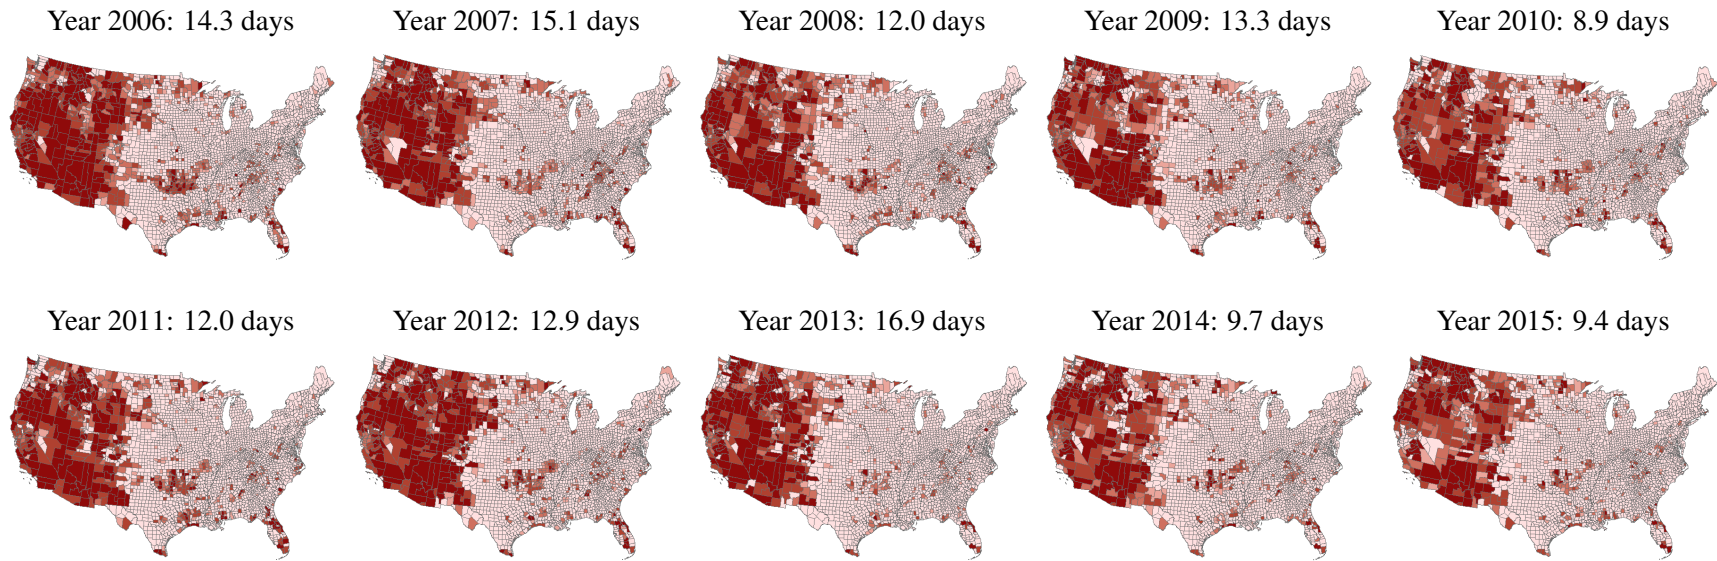 Year 2006: 14.3 days
Year 2007: 15.1 days
Year 2008: 12.0 days
Year 2009: 13.3 days
Year 2010: 8.9 days
Year 2011: 12.0 days
Year 2012: 12.9 days
Year 2013: 16.9 days
Year 2014: 9.7 days
Year 2015: 9.4 days